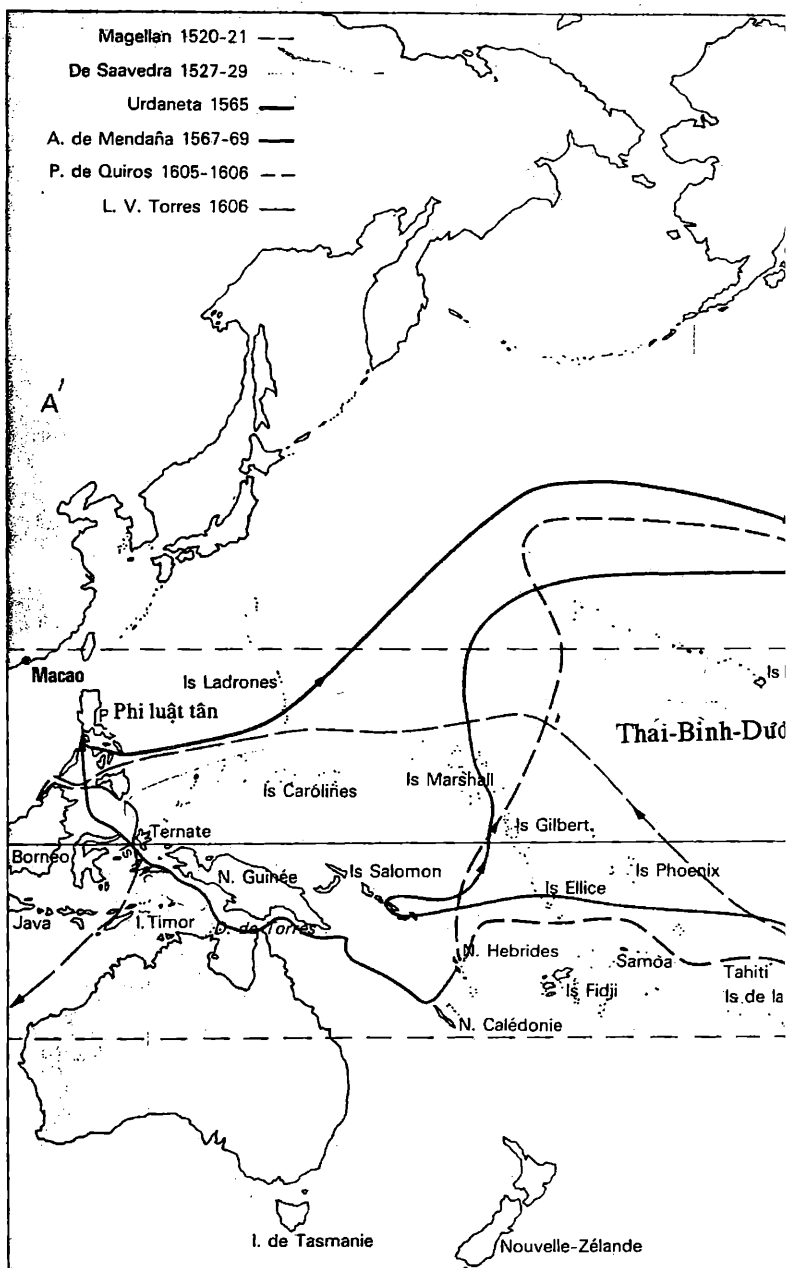 Magellan 1520-21
De Saavedra 1527-29
Urdaneta 1565
A. de Mendaña 1567-69
P. de Quiros 1605-1606
L. V. Torres 1606
A'
Macao
Is Ladrones
Phi luật tân
Thái-Bình-Dươ
Is Carólines
Is Marshall
Is Gilbert
Ternate
Bornéo
N. Guinée
Is Salomon
Is Phoenix
Is Ellice
Java
I. Timor
D. de Torres
N. Hebrides
Samoa
Tahiti
Is Fidji
Is de la
N. Calédonie
I. de Tasmanie
Nouvelle-Zélande